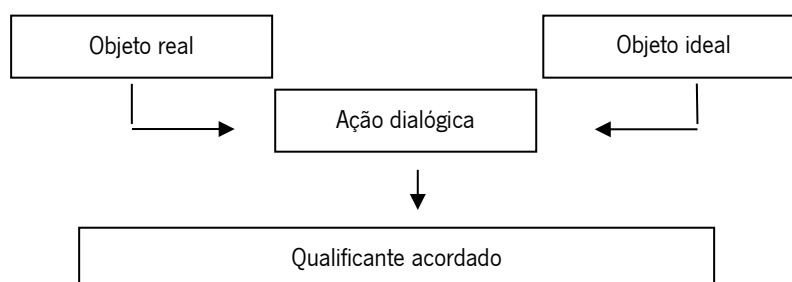 Objeto real
Objeto ideal
Ação dialógica
Qualificante acordado